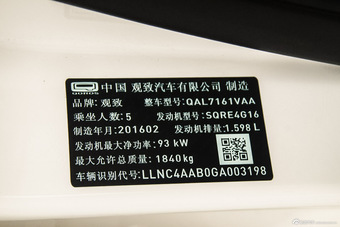 中国 观致汽车有限公司 制造
QOROS
品牌: 观致 整车型号: QAL7161VAA
乘坐人数: 5 发动机型号: SQRE4G16
制造年月: 201602 发动机排量: 1.598 L
发动机最大净功率: 93 kW
最大允许总质量: 1840kg
车辆识别代号: LLNC4AAB0GA003198